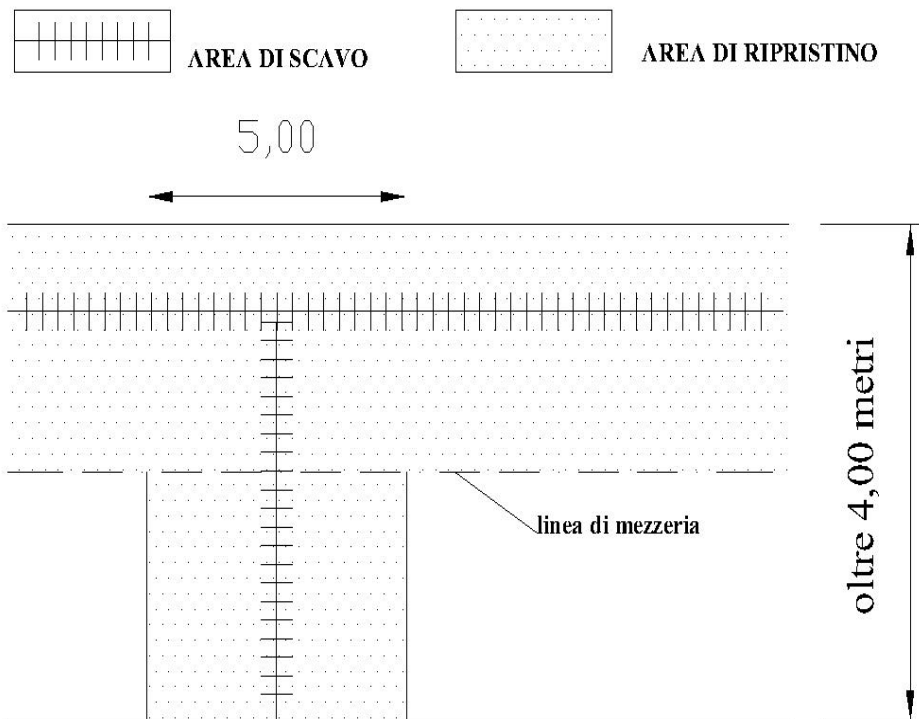 AREA DI SCAVO
AREA DI RIPRISTINO
5,00
linea di mezzeria
oltre 4,00 metri